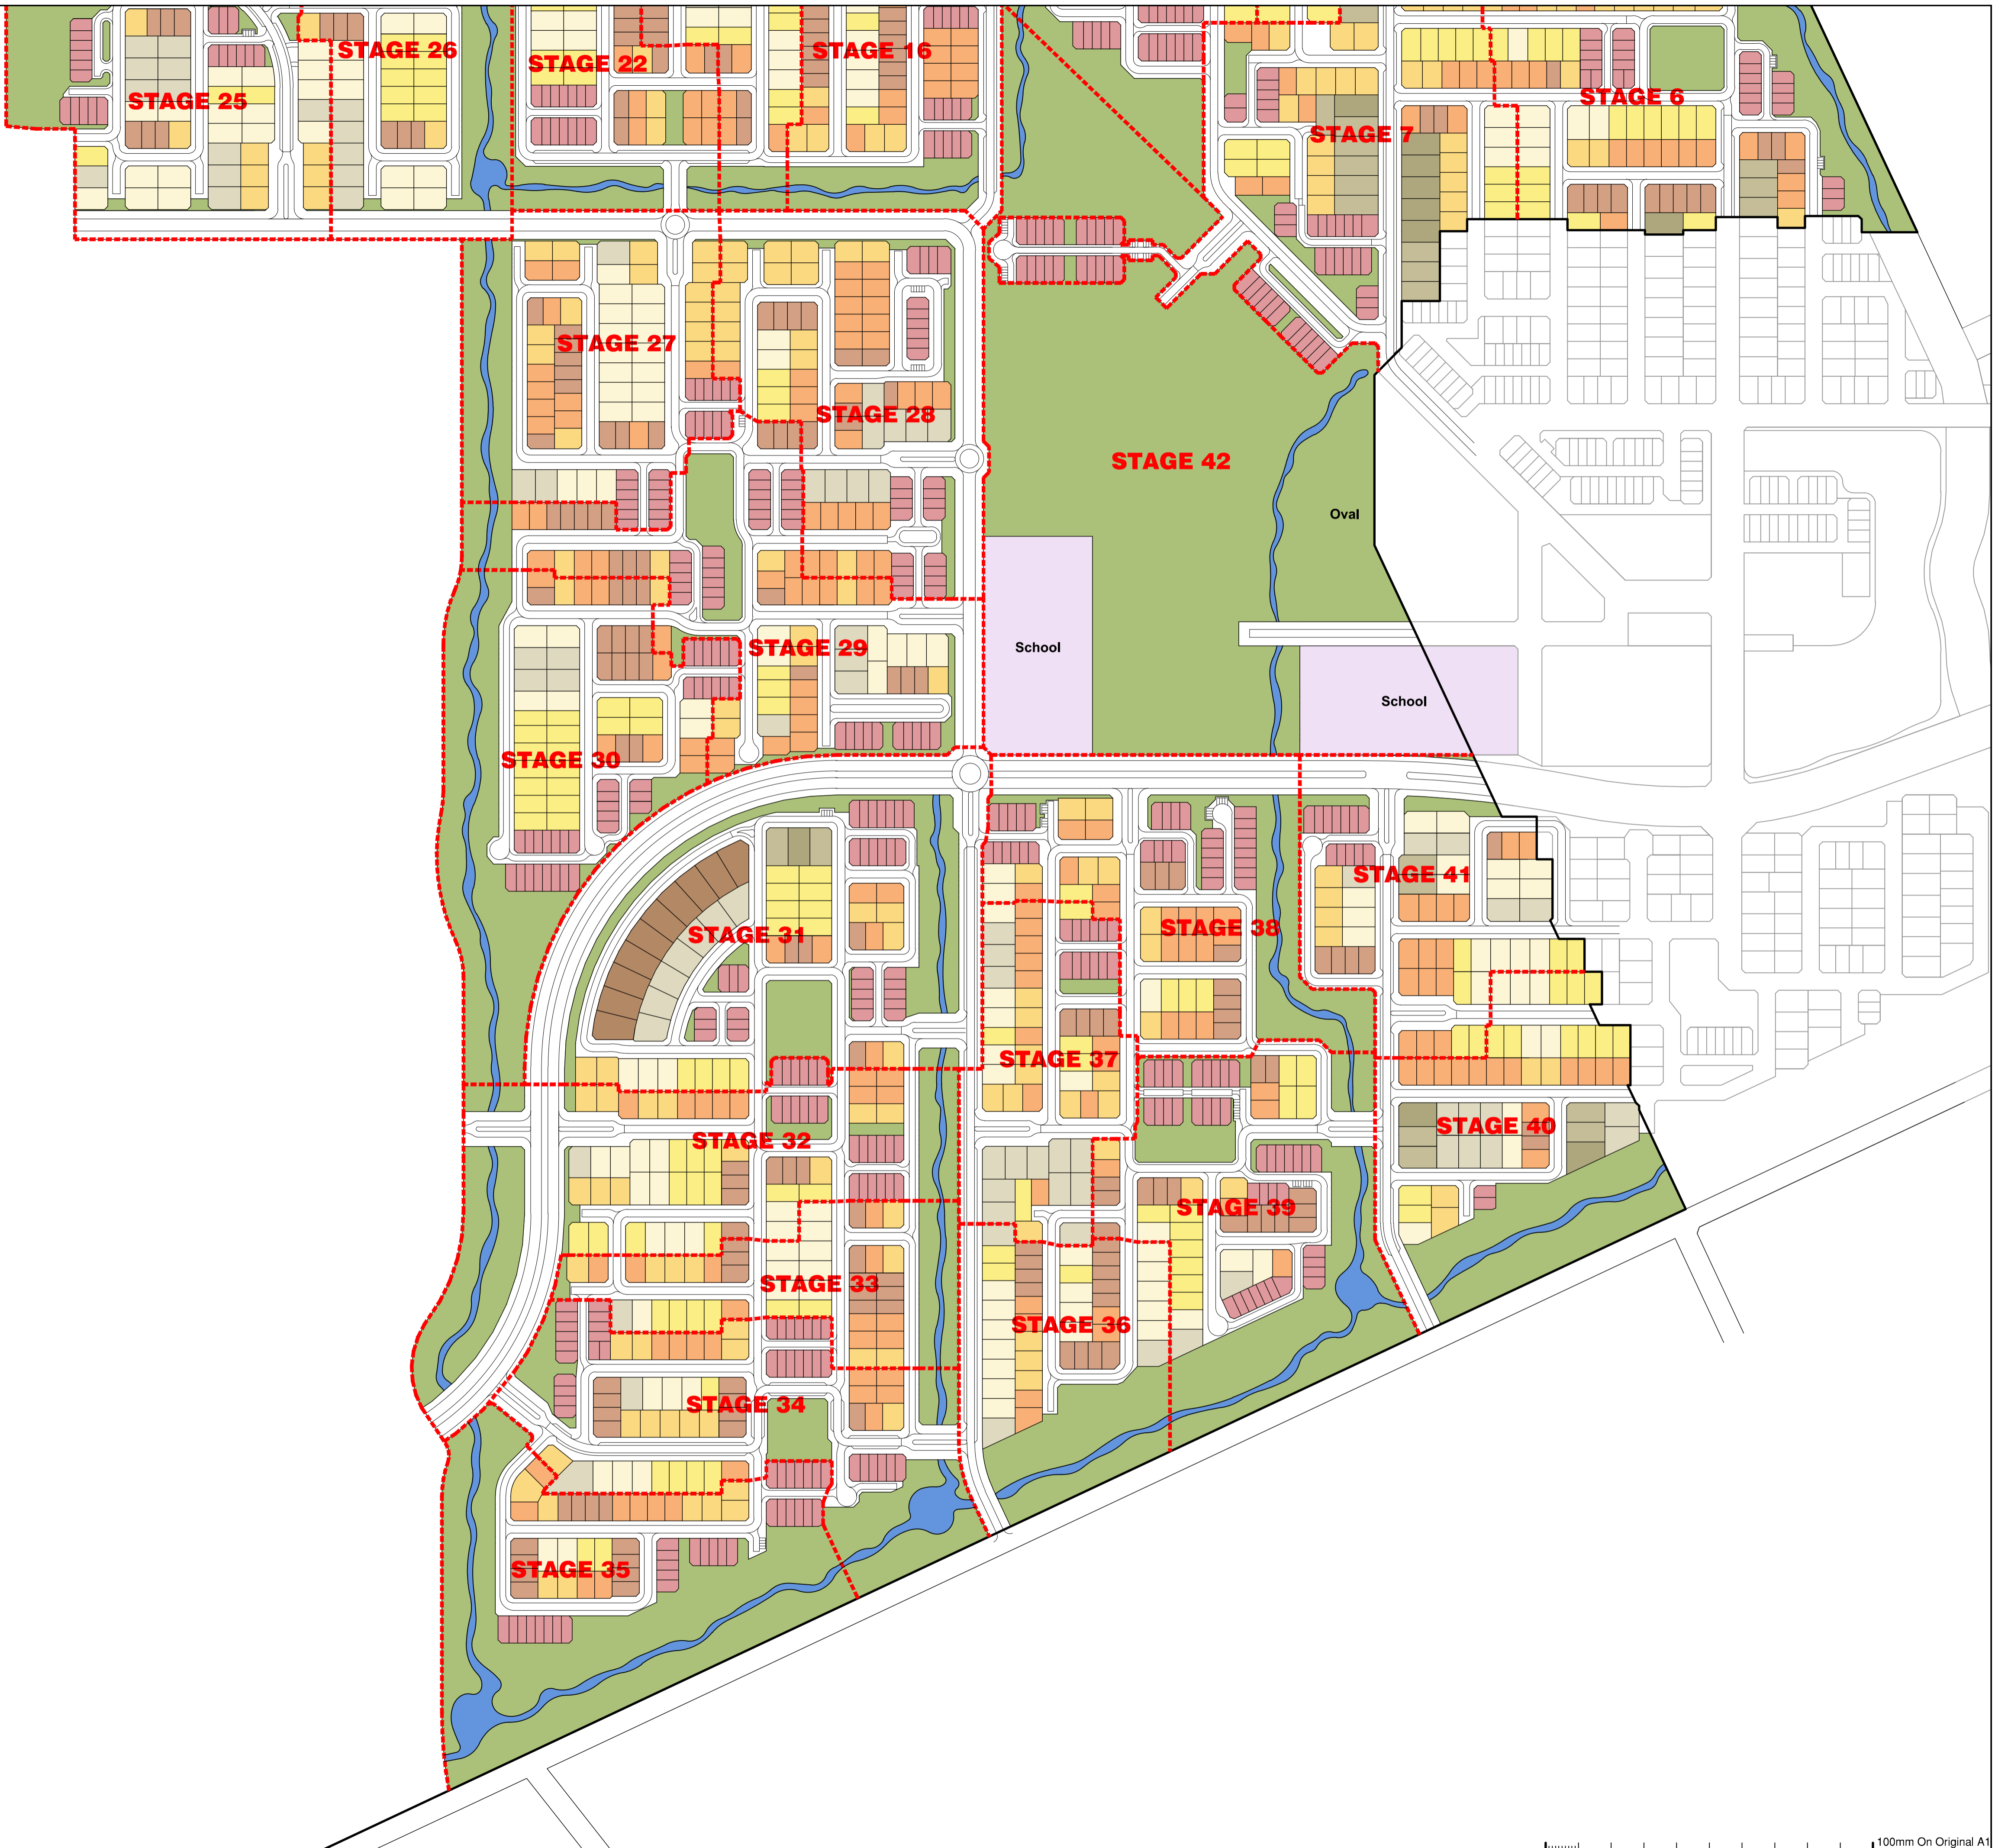 STAGE 26
STAGE 22
STAGE 16
STAGE 25
STAGE 6
STAGE 7
STAGE 27
STAGE 28
STAGE 42
Oval
School
STAGE 29
School
STAGE 30
STAGE 41
STAGE 38
STAGE 31
STAGE 37
STAGE 40
STAGE 32
STAGE 39
STAGE 33
STAGE 36
STAGE 34
STAGE 35
100mm On Original A1